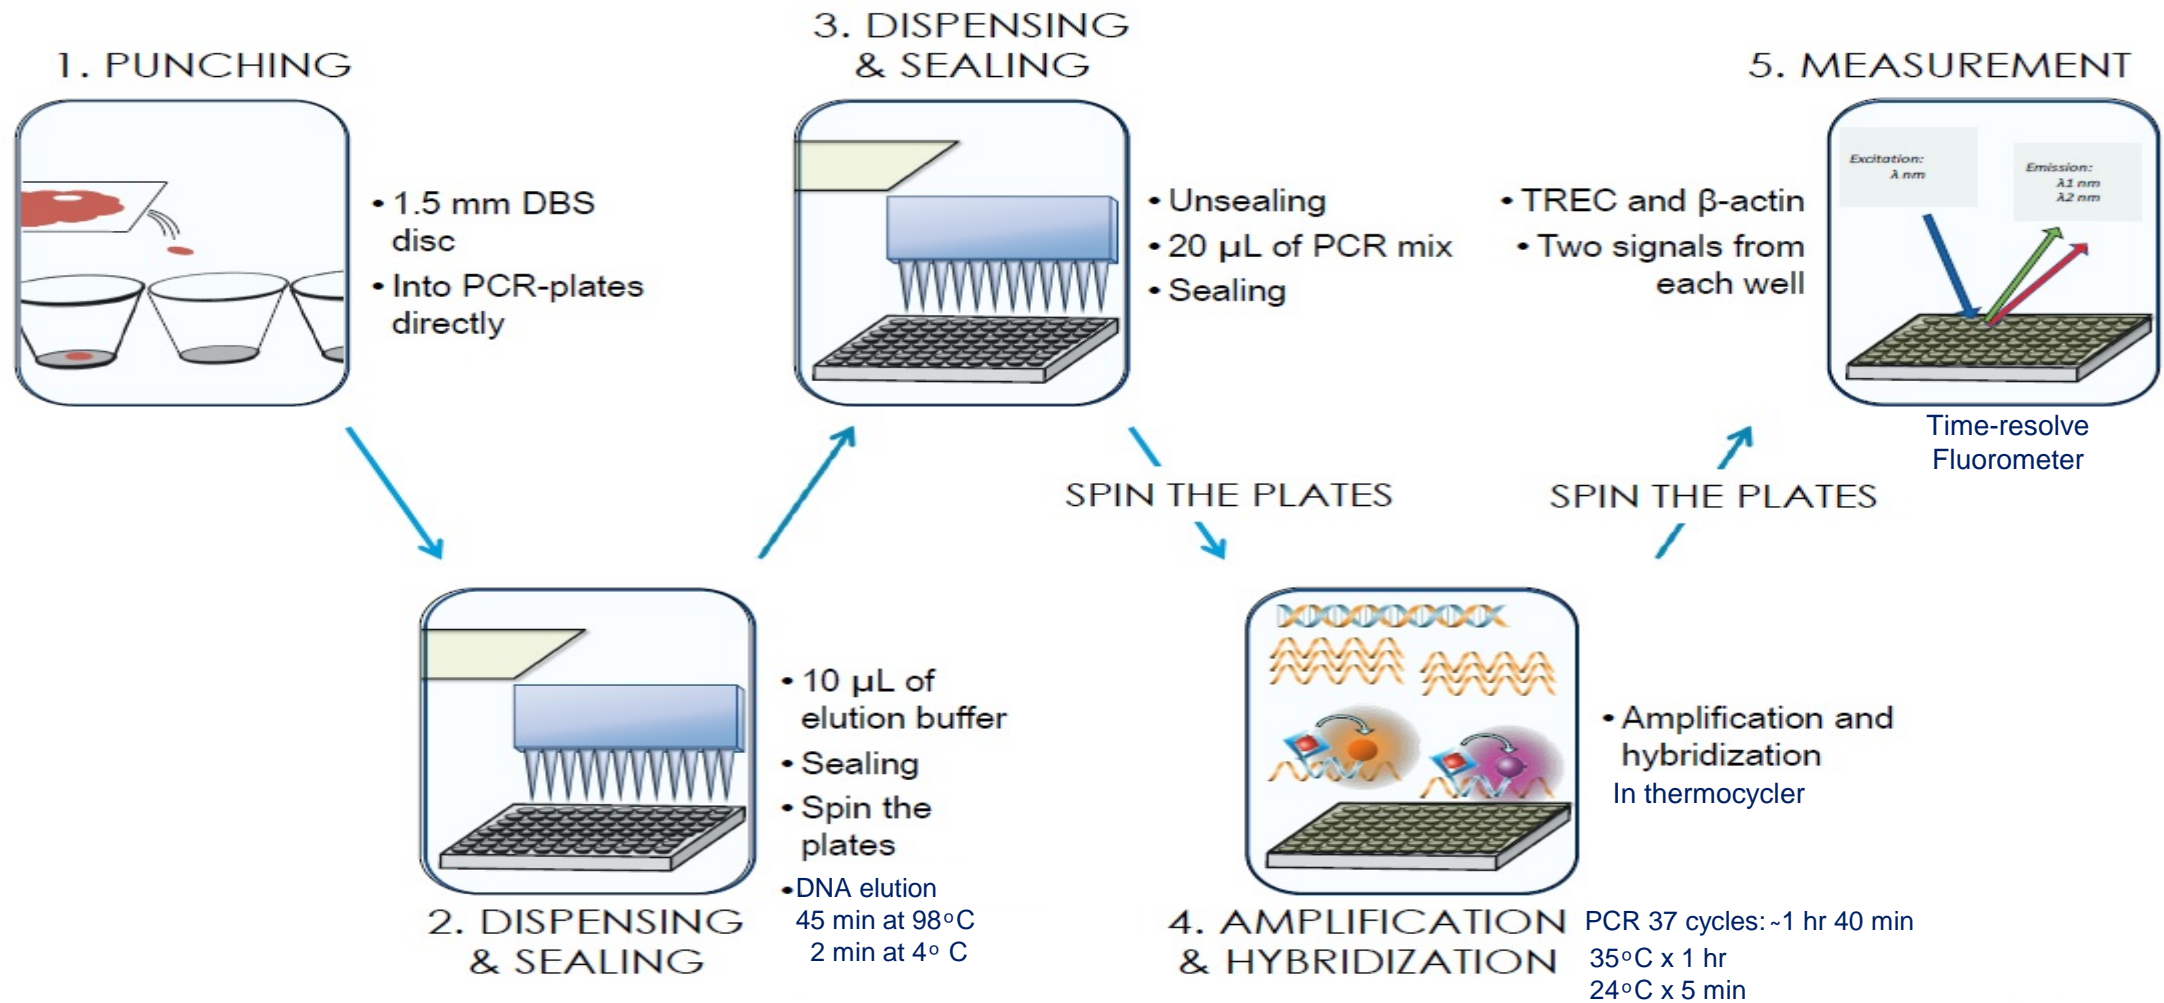 1. PUNCHING
• 1.5 mm DBS
disc
• Into PCR-plates
directly
2. DISPENSING
& SEALING
• 10 µL of
elution buffer
• Sealing
• Spin the
plates
•DNA elution
45 min at 98°C
2 min at 4° C
3. DISPENSING
& SEALING
• Unsealing
• 20 µL of PCR mix
• Sealing
SPIN THE PLATES
4. AMPLIFICATION
& HYBRIDIZATION
• Amplification and
hybridization
In thermocycler
PCR 37 cycles: ~1 hr 40 min
35°C x 1 hr
24°C x 5 min
SPIN THE PLATES
5. MEASUREMENT
• TREC and β-actin
• Two signals from
each well
Excitation:
λ nm
Emission:
λ1 nm
λ2 nm
Time-resolve
Fluorometer